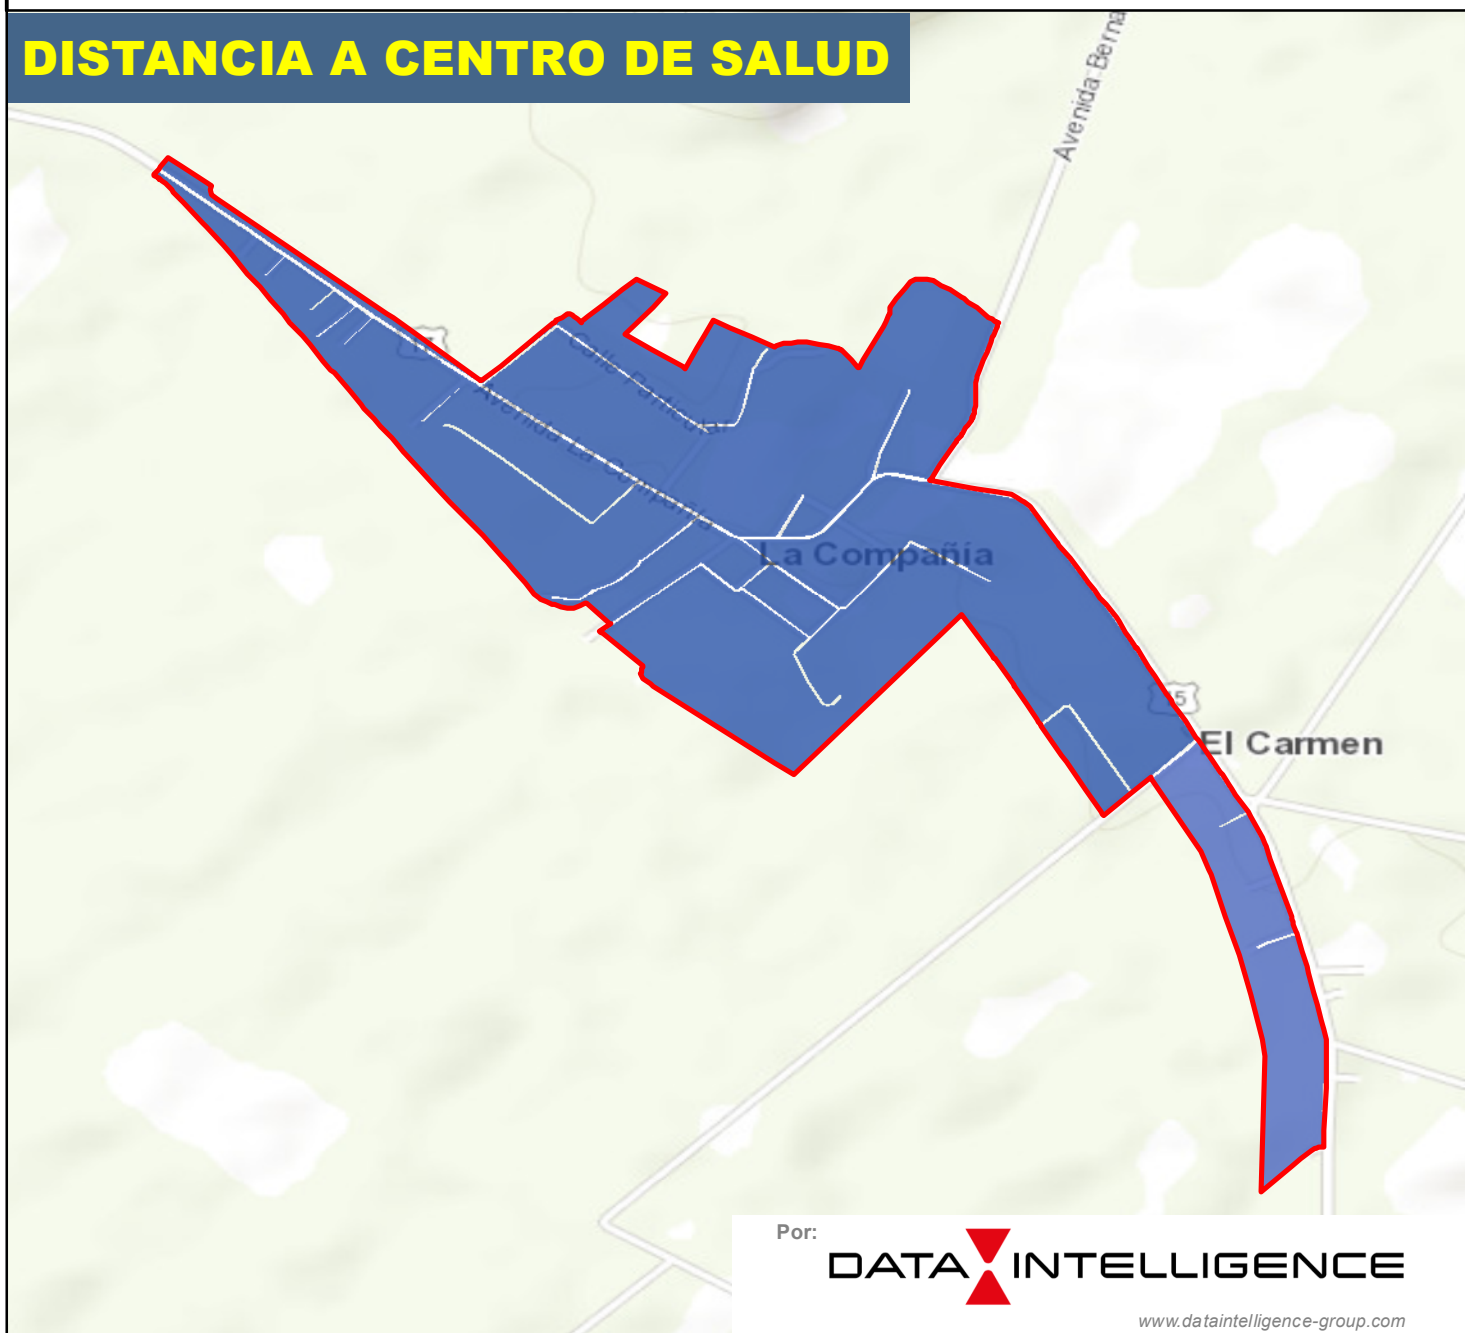 DISTANCIA A CENTRO DE SALUD
Avenida Berna
Calle Particular
Avenida La Compañía
La Compañía
El Carmen
Por:
DATA INTELLIGENCE
www.dataintelligence-group.com